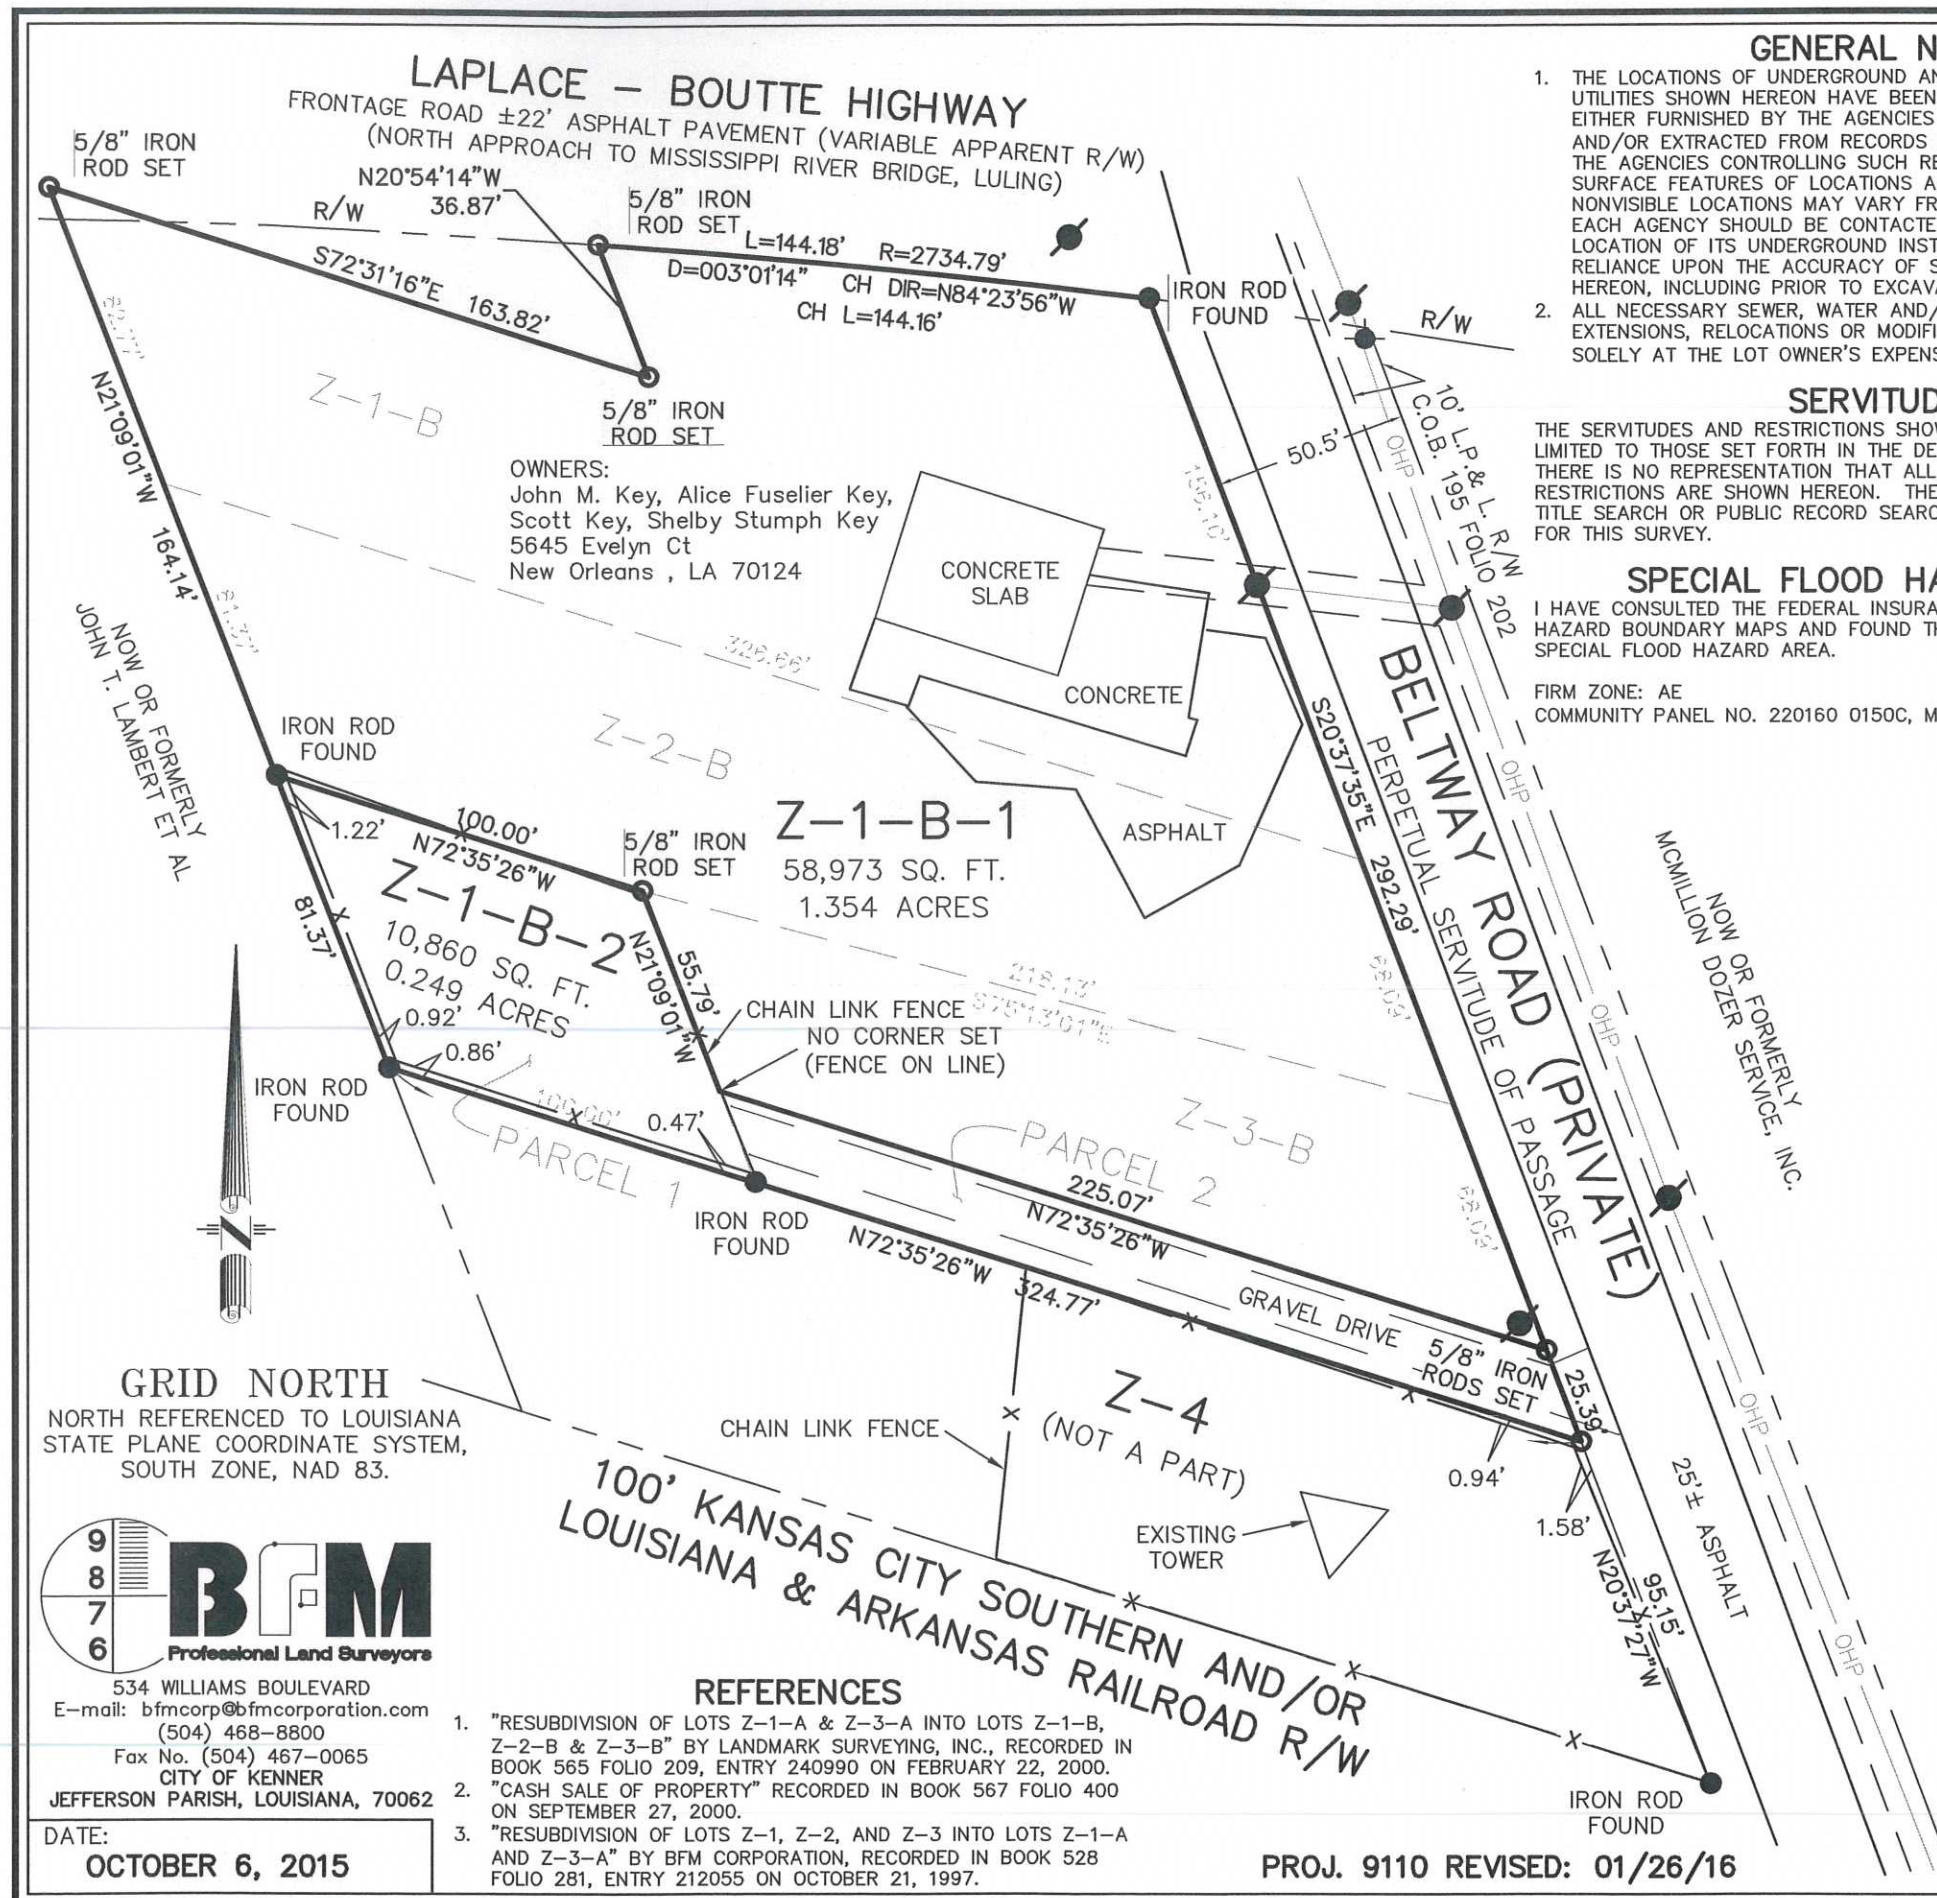 LAPLACE – BOUTTE HIGHWAY
FRONTAGE ROAD ±22' ASPHALT PAVEMENT (VARIABLE APPARENT R/W)
(NORTH APPROACH TO MISSISSIPPI RIVER BRIDGE, LULING)
5/8" IRON
ROD SET
N20°54'14"W
36.87'
R/W
5/8" IRON
ROD SET
L=144.18' R=2734.79'
D=003°01'14" CH DIR=N84°23'56"W
CH L=144.16'
S72°31'16"E 163.82'
IRON ROD
FOUND
R/W
5/8" IRON
ROD SET
Z-1-B
82.77'
N21°09'01"W 164.14'
81.37'
OWNERS:
John M. Key, Alice Fuselier Key,
Scott Key, Shelby Stumph Key
5645 Evelyn Ct
New Orleans , LA 70124
CONCRETE
SLAB
CONCRETE
ASPHALT
156.10'
50.5'
10' L.P.& L. R/W
C.O.B. 195 FOLIO 202
OHP
326.66'
Z-2-B
NOW OR FORMERLY
JOHN T. LAMBERT ET AL
IRON ROD
FOUND
1.22'
100.00'
N72°35'26"W
5/8" IRON
ROD SET
Z-1-B-1
58,973 SQ. FT.
1.354 ACRES
Z-1-B-2
10,860 SQ. FT.
0.249 ACRES
81.37'
55.79'
N21°09'01"W
0.92'
0.86'
CHAIN LINK FENCE
NO CORNER SET
(FENCE ON LINE)
218.13'
S75°13'01"E
S20°37'35"E 292.29'
68.09'
68.09'
BELTWAY ROAD (PRIVATE)
PERPETUAL SERVITUDE OF PASSAGE
OHP
OHP
NOW OR FORMERLY
MCMILLION DOZER SERVICE, INC.
IRON ROD
FOUND
100.00'
0.47'
PARCEL 1
PARCEL 2
Z-3-B
225.07'
N72°35'26"W
IRON ROD
FOUND
N72°35'26"W 324.77'
GRAVEL DRIVE
5/8" IRON
RODS SET
25.39'
Z-4
(NOT A PART)
CHAIN LINK FENCE
EXISTING
TOWER
0.94'
1.58'
25'± ASPHALT
OHP
OHP
95.15'
N20°37'27"W
IRON ROD
FOUND
100' KANSAS CITY SOUTHERN AND/OR
LOUISIANA & ARKANSAS RAILROAD R/W
N
GRID NORTH
NORTH REFERENCED TO LOUISIANA
STATE PLANE COORDINATE SYSTEM,
SOUTH ZONE, NAD 83.
9
8
7
6
BFM
Professional Land Surveyors
534 WILLIAMS BOULEVARD
E-mail: bfmcorp@bfmcorporation.com
(504) 468-8800
Fax No. (504) 467-0065
CITY OF KENNER
JEFFERSON PARISH, LOUISIANA, 70062
DATE:
OCTOBER 6, 2015
REFERENCES
1. "RESUBDIVISION OF LOTS Z-1-A & Z-3-A INTO LOTS Z-1-B,
Z-2-B & Z-3-B" BY LANDMARK SURVEYING, INC., RECORDED IN
BOOK 565 FOLIO 209, ENTRY 240990 ON FEBRUARY 22, 2000.
2. "CASH SALE OF PROPERTY" RECORDED IN BOOK 567 FOLIO 400
ON SEPTEMBER 27, 2000.
3. "RESUBDIVISION OF LOTS Z-1, Z-2, AND Z-3 INTO LOTS Z-1-A
AND Z-3-A" BY BFM CORPORATION, RECORDED IN BOOK 528
FOLIO 281, ENTRY 212055 ON OCTOBER 21, 1997.
PROJ. 9110 REVISED: 01/26/16
GENERAL N
1. THE LOCATIONS OF UNDERGROUND AN
UTILITIES SHOWN HEREON HAVE BEEN
EITHER FURNISHED BY THE AGENCIES
AND/OR EXTRACTED FROM RECORDS
THE AGENCIES CONTROLLING SUCH RE
SURFACE FEATURES OF LOCATIONS A
NONVISIBLE LOCATIONS MAY VARY FR
EACH AGENCY SHOULD BE CONTACTE
LOCATION OF ITS UNDERGROUND INST
RELIANCE UPON THE ACCURACY OF S
HEREON, INCLUDING PRIOR TO EXCAV
2. ALL NECESSARY SEWER, WATER AND/
EXTENSIONS, RELOCATIONS OR MODIFI
SOLELY AT THE LOT OWNER'S EXPENS
SERVITUD
THE SERVITUDES AND RESTRICTIONS SHOW
LIMITED TO THOSE SET FORTH IN THE DE
THERE IS NO REPRESENTATION THAT ALL
RESTRICTIONS ARE SHOWN HEREON. THE
TITLE SEARCH OR PUBLIC RECORD SEARC
FOR THIS SURVEY.
SPECIAL FLOOD HA
I HAVE CONSULTED THE FEDERAL INSURA
HAZARD BOUNDARY MAPS AND FOUND TH
SPECIAL FLOOD HAZARD AREA.
FIRM ZONE: AE
COMMUNITY PANEL NO. 220160 0150C, M